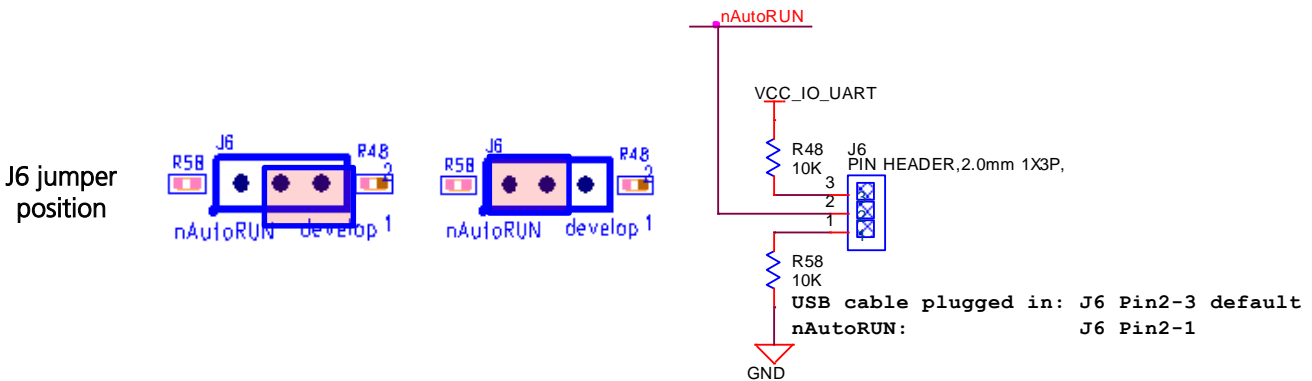 J6 jumper
position
R58
J6
R48
2
nAutoRUN
develop
1
R58
J6
R48
2
nAutoRUN
develop
1
nAutoRUN
VCC_IO_UART
R48
10K
J6
PIN HEADER,2.0mm 1X3P,
3
2
1
R58
10K
USB cable plugged in: J6 Pin2-3 default
nAutoRUN: J6 Pin2-1
GND